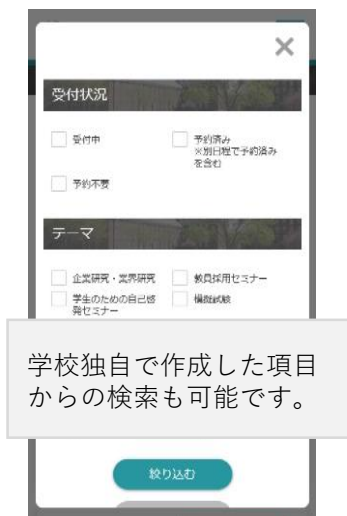 ×
受付状況
受付中
予約済み
※別日程で予約済み
を含む
予約不要
テーマ
企業研究・業界研究
教員採用セミナー
学生のための自己啓
発セミナー
模擬試験
学校独自で作成した項目
からの検索も可能です。
絞り込む